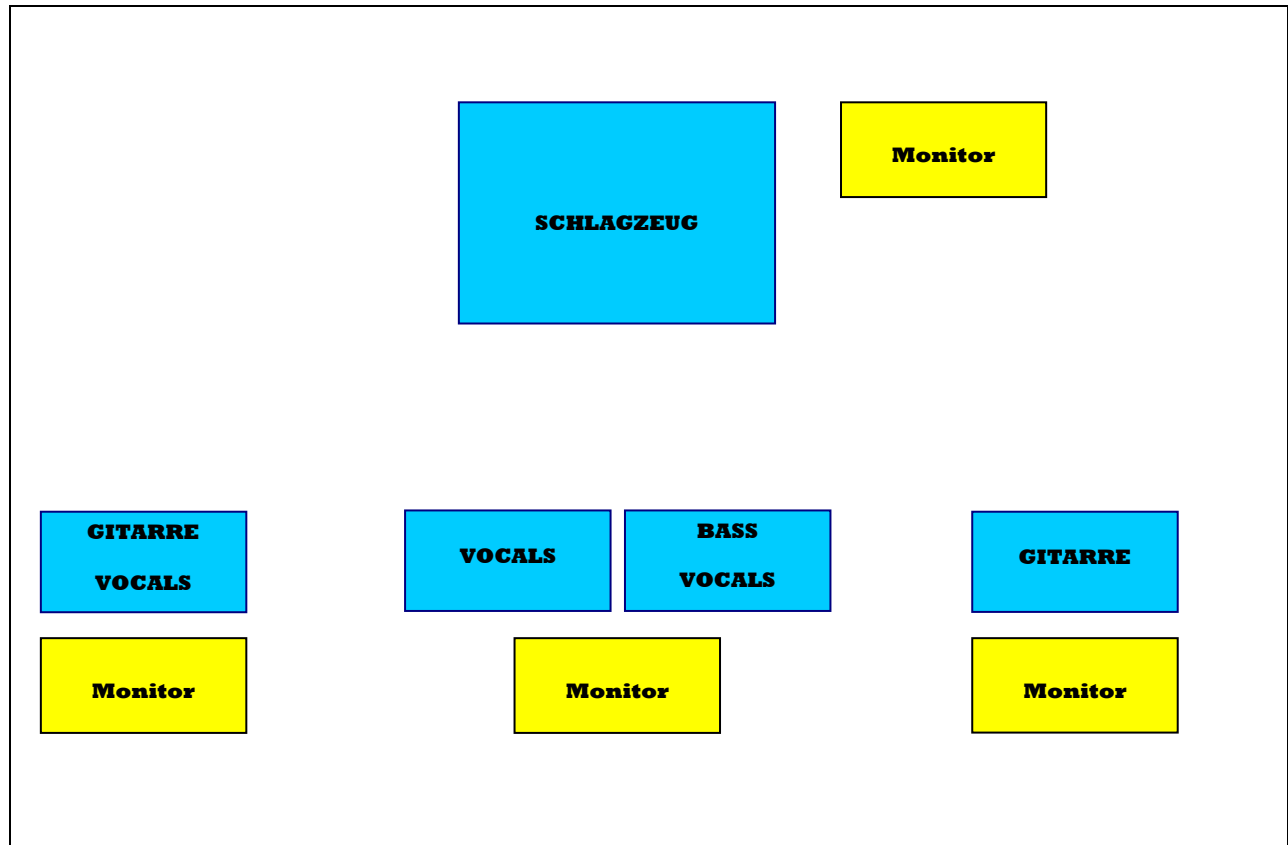 Monitor
SCHLAGZEUG
GITARRE
VOCALS
VOCALS
BASS
VOCALS
GITARRE
Monitor
Monitor
Monitor